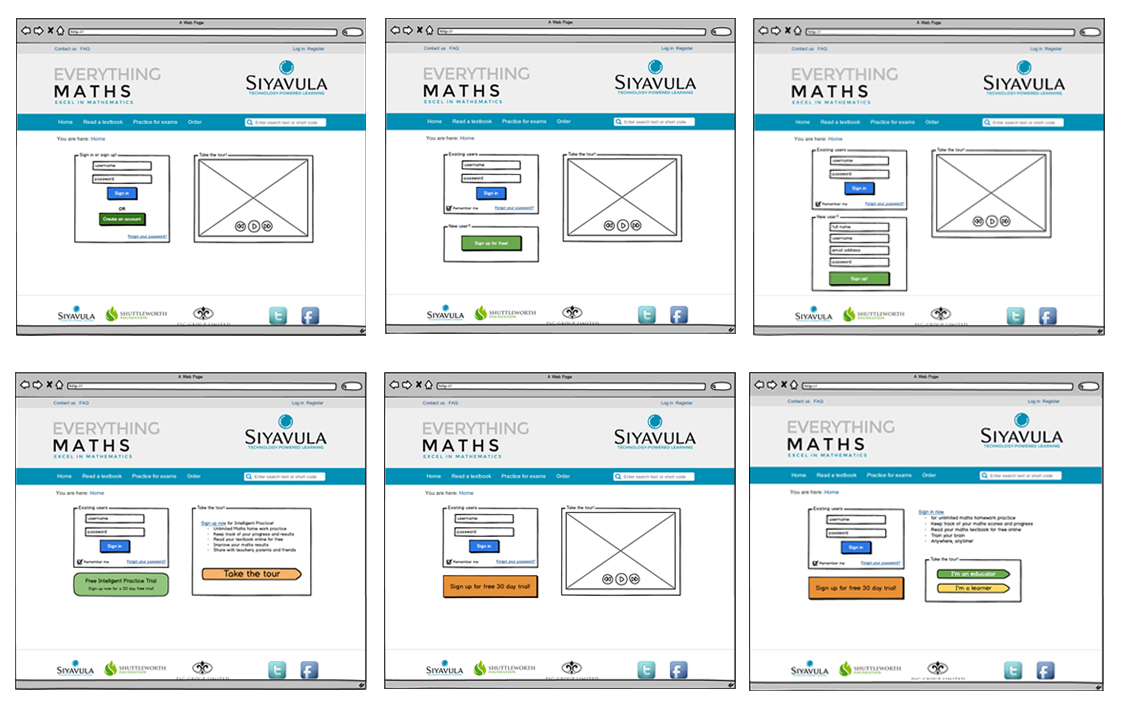 A Web Page
http://
Contact us FAQ
Log in Register
EVERYTHING
MATHS
EXCEL IN MATHEMATICS
SIYAVULA
TECHNOLOGY-POWERED LEARNING
Home Read a textbook Practice for exams Order
Enter search text or short code
You are here: Home
Sign in or sign up!
username
password
Sign in
OR
Create an account
Forgot your password?
Take the tour!
SIYAVULA
SHUTTLEWORTH
FOUNDATION
PSG GROUP LIMITED
A Web Page
http://
Contact us FAQ
Log in Register
EVERYTHING
MATHS
EXCEL IN MATHEMATICS
SIYAVULA
TECHNOLOGY-POWERED LEARNING
Home Read a textbook Practice for exams Order
Enter search text or short code
You are here: Home
Existing users
username
password
Sign in
Remember me Forgot your password?
New user?
Sign up for free!
Take the tour!
SIYAVULA
SHUTTLEWORTH
FOUNDATION
PSG GROUP LIMITED
A Web Page
http://
Contact us FAQ
Log in Register
EVERYTHING
MATHS
EXCEL IN MATHEMATICS
SIYAVULA
TECHNOLOGY-POWERED LEARNING
Home Read a textbook Practice for exams Order
Enter search text or short code
You are here: Home
Existing users
username
password
Sign in
Remember me Forgot your password?
New user?
full name
username
email address
password
Sign up!
Take the tour!
SIYAVULA
SHUTTLEWORTH
FOUNDATION
PSG GROUP LIMITED
A Web Page
http://
Contact us FAQ
Log in Register
EVERYTHING
MATHS
EXCEL IN MATHEMATICS
SIYAVULA
TECHNOLOGY-POWERED LEARNING
Home Read a textbook Practice for exams Order
Enter search text or short code
You are here: Home
Existing users
username
password
Sign in
Remember me Forgot your password?
Free Intelligent Practice Trial
Sign up now for a 30 day free trial!
Take the tour!
Sign up now for Intelligent Practice!
- Unlimited Maths home work practice
- Keep track of your progress and results
- Read your textbook online for free
- Improve your maths results
- Share with teachers, parents and friends
Take the tour
SIYAVULA
SHUTTLEWORTH
FOUNDATION
PSG GROUP LIMITED
A Web Page
http://
Contact us FAQ
Log in Register
EVERYTHING
MATHS
EXCEL IN MATHEMATICS
SIYAVULA
TECHNOLOGY-POWERED LEARNING
Home Read a textbook Practice for exams Order
Enter search text or short code
You are here: Home
Existing users
username
password
Sign in
Remember me Forgot your password?
Sign up for free 30 day trial!
Take the tour!
SIYAVULA
SHUTTLEWORTH
FOUNDATION
PSG GROUP LIMITED
A Web Page
http://
Contact us FAQ
Log in Register
EVERYTHING
MATHS
EXCEL IN MATHEMATICS
SIYAVULA
TECHNOLOGY-POWERED LEARNING
Home Read a textbook Practice for exams Order
Enter search text or short code
You are here: Home
Existing users
username
password
Sign in
Remember me Forgot your password?
Sign up for free 30 day trial!
Sign in now
- for unlimited maths homework practice
- Keep track of your maths scores and progress
- Read your maths textbook for free online
- Train your brain
- Anywhere, anytime!
Take the tour!
I'm an educator
I'm a learner
SIYAVULA
SHUTTLEWORTH
FOUNDATION
PSG GROUP LIMITED